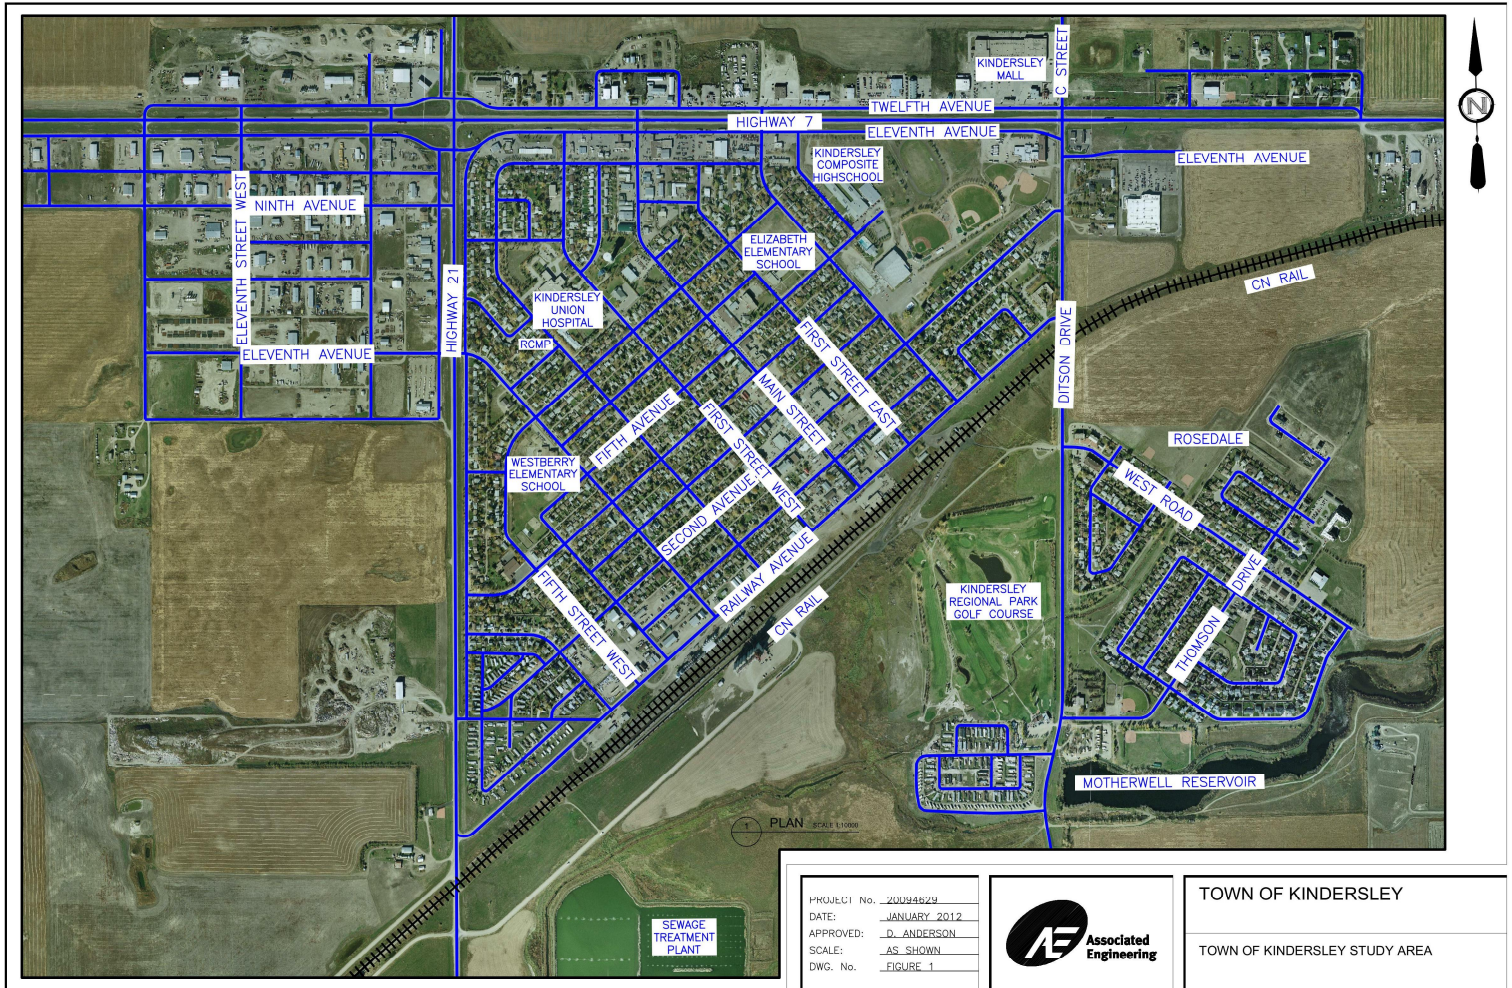 C STREET
N
KINDERSLEY
MALL
TWELFTH AVENUE
HIGHWAY 7
ELEVENTH AVENUE
KINDERSLEY
COMPOSITE
HIGHSCHOOL
ELEVENTH AVENUE
ELEVENTH STREET WEST
NINTH AVENUE
ELIZABETH
ELEMENTARY
SCHOOL
HIGHWAY 21
CN RAIL
KINDERSLEY
UNION
HOSPITAL
RCMP
ELEVENTH AVENUE
FIRST STREET EAST
DITSON DRIVE
MAIN STREET
FIFTH AVENUE
FIRST STREET WEST
ROSEDALE
WESTBERRY
ELEMENTARY
SCHOOL
WEST ROAD
SECOND AVENUE
RAILWAY AVENUE
FIFTH STREET WEST
CN RAIL
KINDERSLEY
REGIONAL PARK
GOLF COURSE
THOMSON DRIVE
MOTHERWELL RESERVOIR
1 PLAN SCALE 1:10000
SEWAGE
TREATMENT
PLANT
PROJECT No. 20094629
DATE: JANUARY 2012
APPROVED: D. ANDERSON
SCALE: AS SHOWN
DWG. No. FIGURE 1
AE Associated
Engineering
TOWN OF KINDERSLEY
TOWN OF KINDERSLEY STUDY AREA